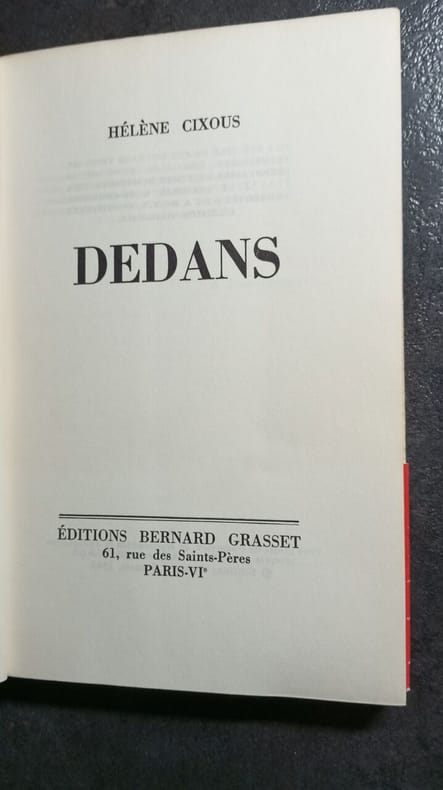 HÉLÈNE CIXOUS
DEDANS
ÉDITIONS BERNARD GRASSET
61, rue des Saints-Pères
PARIS-VIᵉ